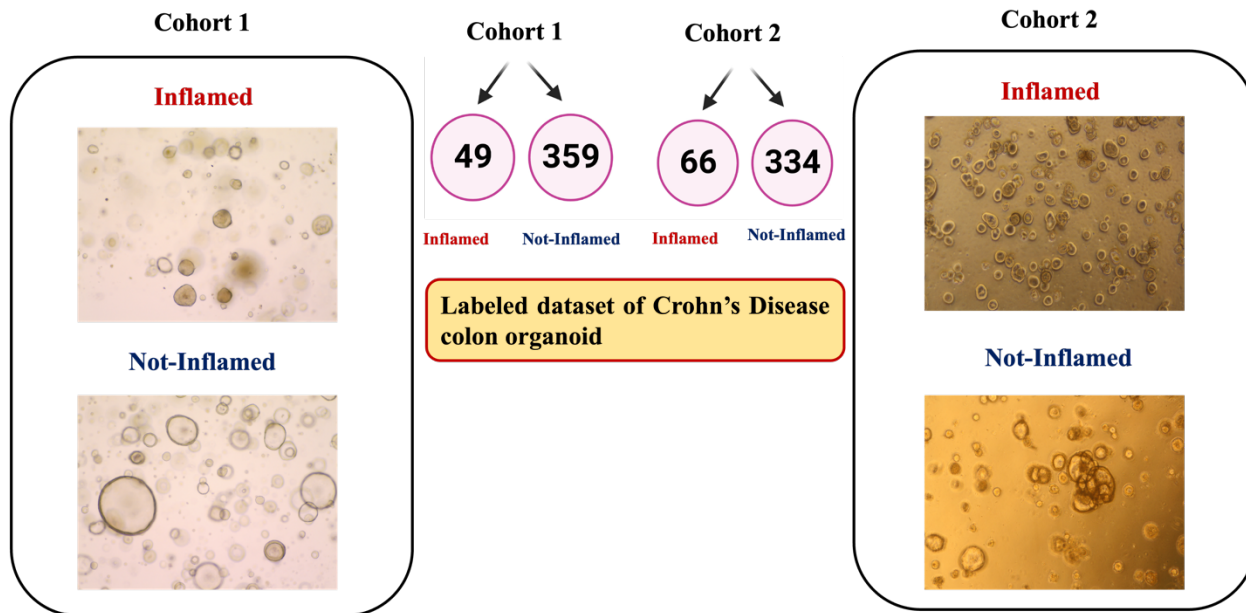 Cohort 1
Inflamed
Not-Inflamed
Cohort 1
Cohort 2
49
359
66
334
Inflamed
Not-Inflamed
Inflamed
Not-Inflamed
Labeled dataset of Crohn’s Disease
colon organoid
Cohort 2
Inflamed
Not-Inflamed